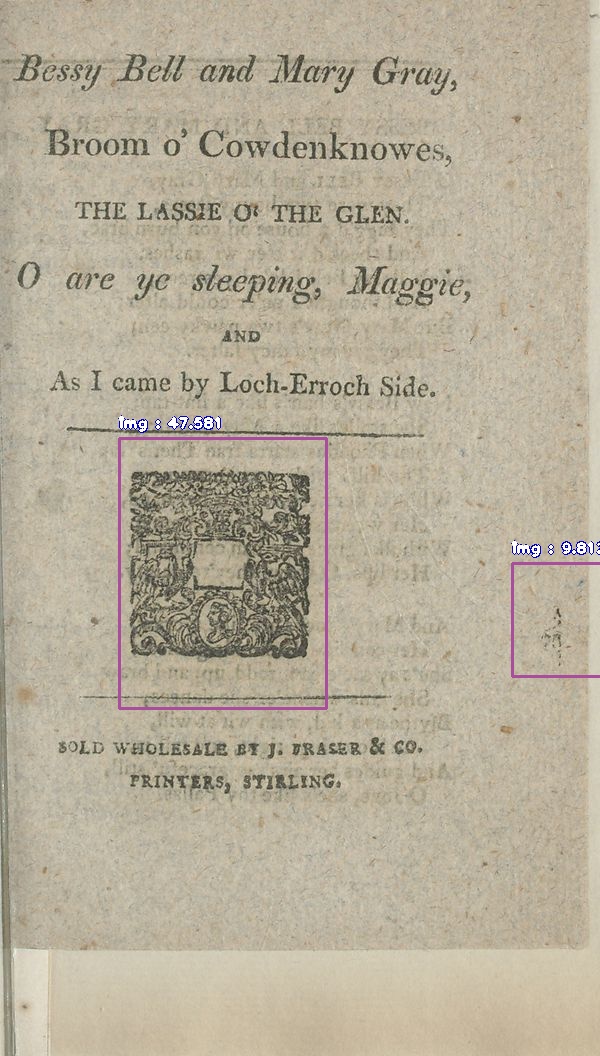 Bessy Bell and Mary Gray,
Broom o' Cowdenknowes,
THE LASSIE O' THE GLEN.
O are ye sleeping, Maggie,
AND
As I came by Loch-Erroch Side.
img : 47.581
img : 9.813
SOLD WHOLESALE BY J. FRASER & CO.
PRINTERS, STIRLING.